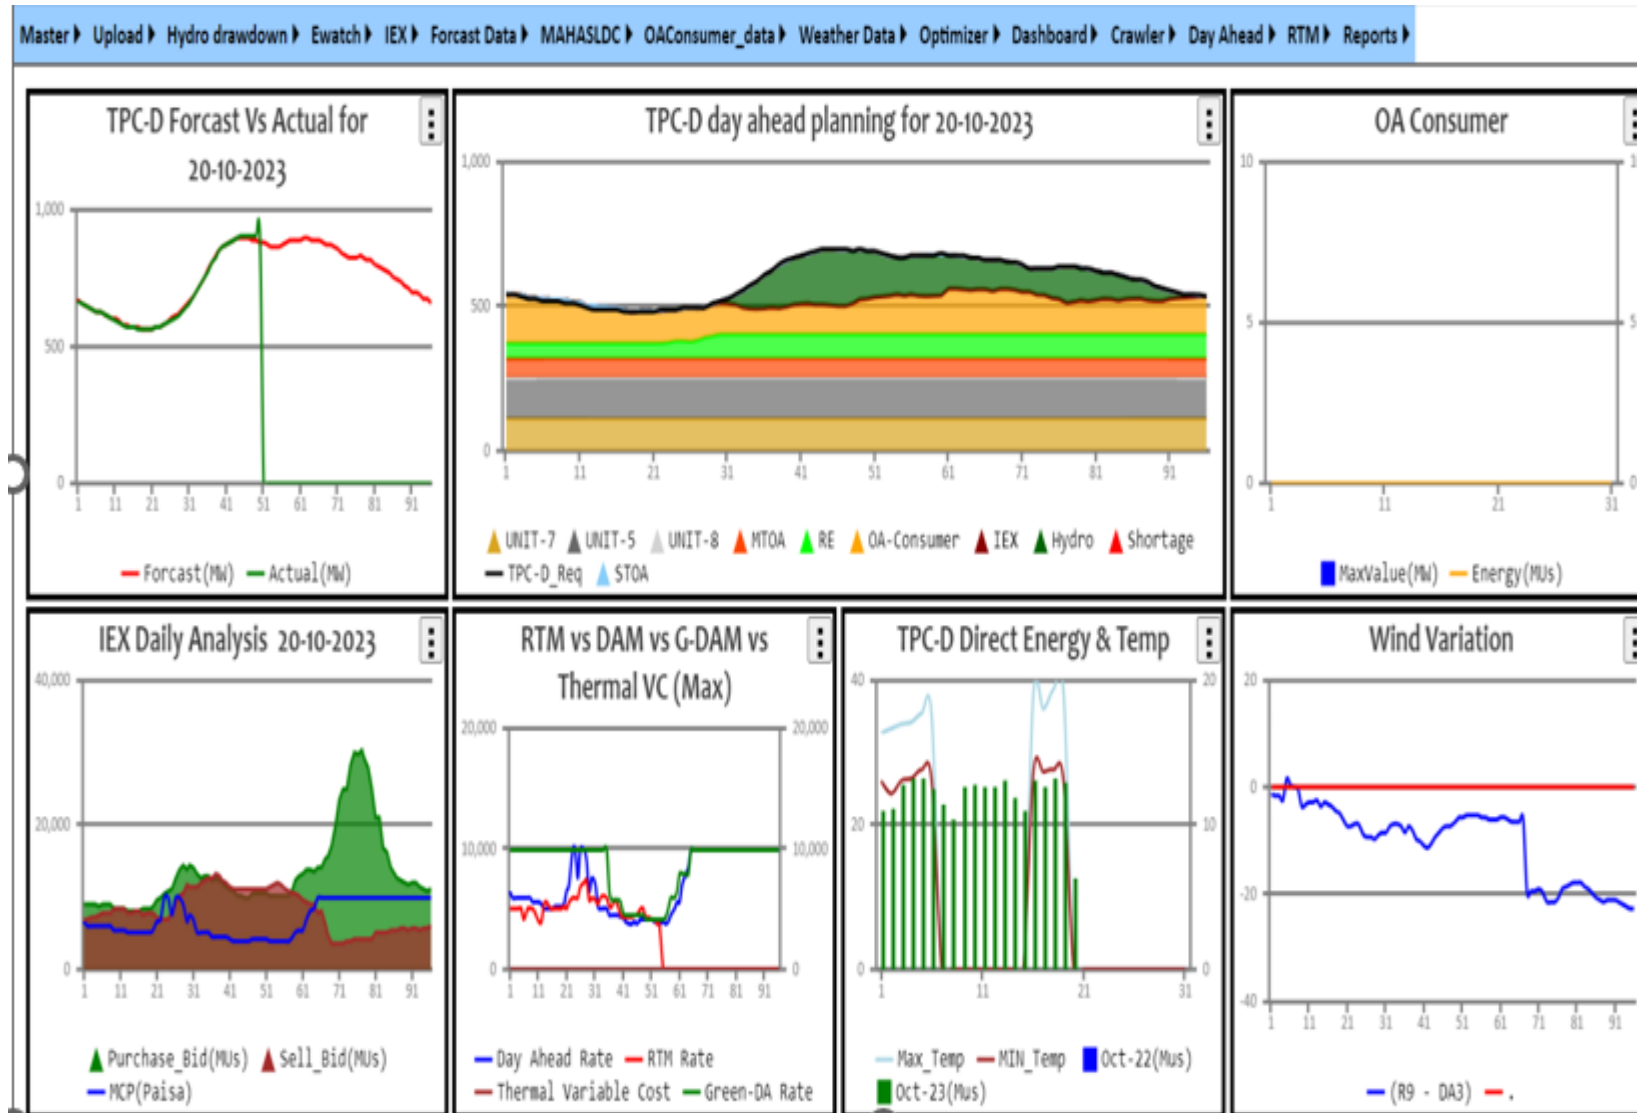 Master Upload Hydro drawdown Ewatch IEX Forcast Data MAHASLDC OAConsumer_data Weather Data Optimizer Dashboard Crawler Day Ahead RTM Reports
TPC-D Forcast Vs Actual for
20-10-2023
1,000
500
0
1 11 21 31 41 51 61 71 81 91
Forcast(MW) Actual(MW)
TPC-D day ahead planning for 20-10-2023
1,000
500
0
1 11 21 31 41 51 61 71 81 91
UNIT-7 UNIT-5 UNIT-8 MTOA RE OA-Consumer IEX Hydro Shortage
TPC-D_Req STOA
OA Consumer
10
5 5
0 0
1 11 21 31
MaxValue(MW) Energy(MUs)
IEX Daily Analysis 20-10-2023
40,000
20,000
0
1 11 21 31 41 51 61 71 81 91
Purchase_Bid(MUs) Sell_Bid(MUs)
MCP(Paisa)
RTM vs DAM vs G-DAM vs
Thermal VC (Max)
20,000 20,000
10,000 10,000
0 0
1 11 21 31 41 51 61 71 81 91
Day Ahead Rate RTM Rate
Thermal Variable Cost Green-DA Rate
TPC-D Direct Energy & Temp
40 20
20 10
0 0
1 11 21 31
Max_Temp MIN_Temp Oct-22(Mus)
Oct-23(Mus)
Wind Variation
20
0
-20
-40
1 11 21 31 41 51 61 71 81 91
(R9 - DA3) .